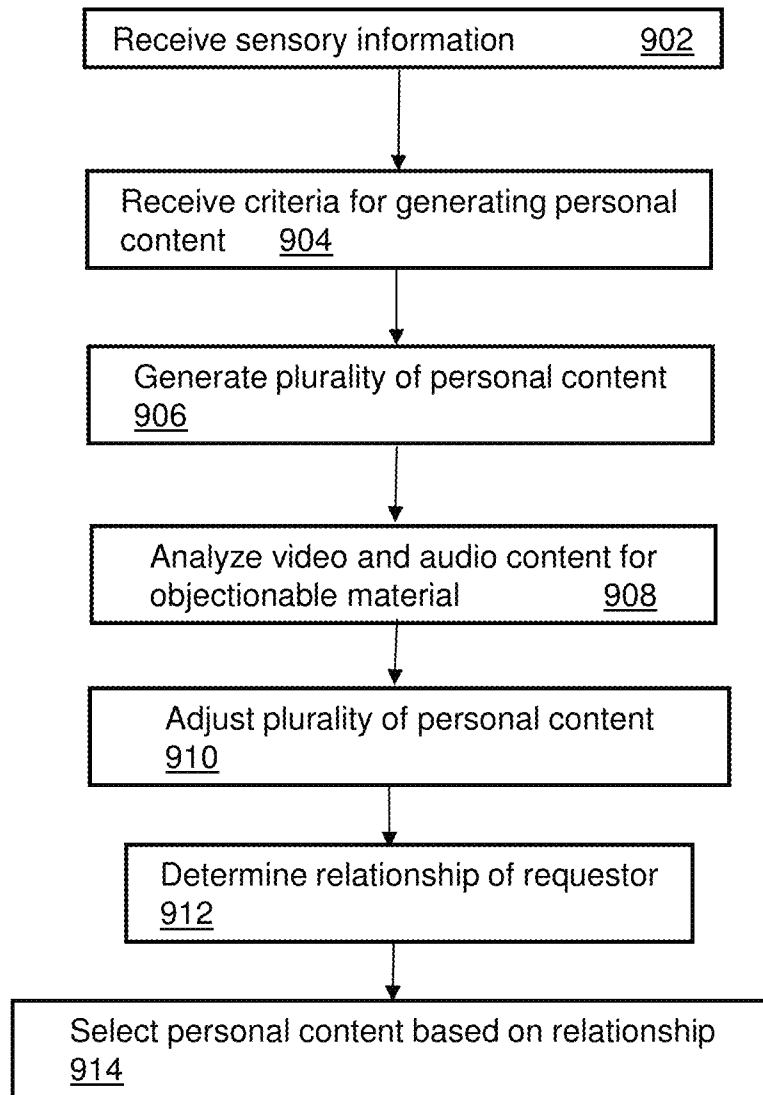 Receive sensory information 902
Receive criteria for generating personal
content 904
Generate plurality of personal content
906
Analyze video and audio content for
objectionable material 908
Adjust plurality of personal content
910
Determine relationship of requestor
912
Select personal content based on relationship
914